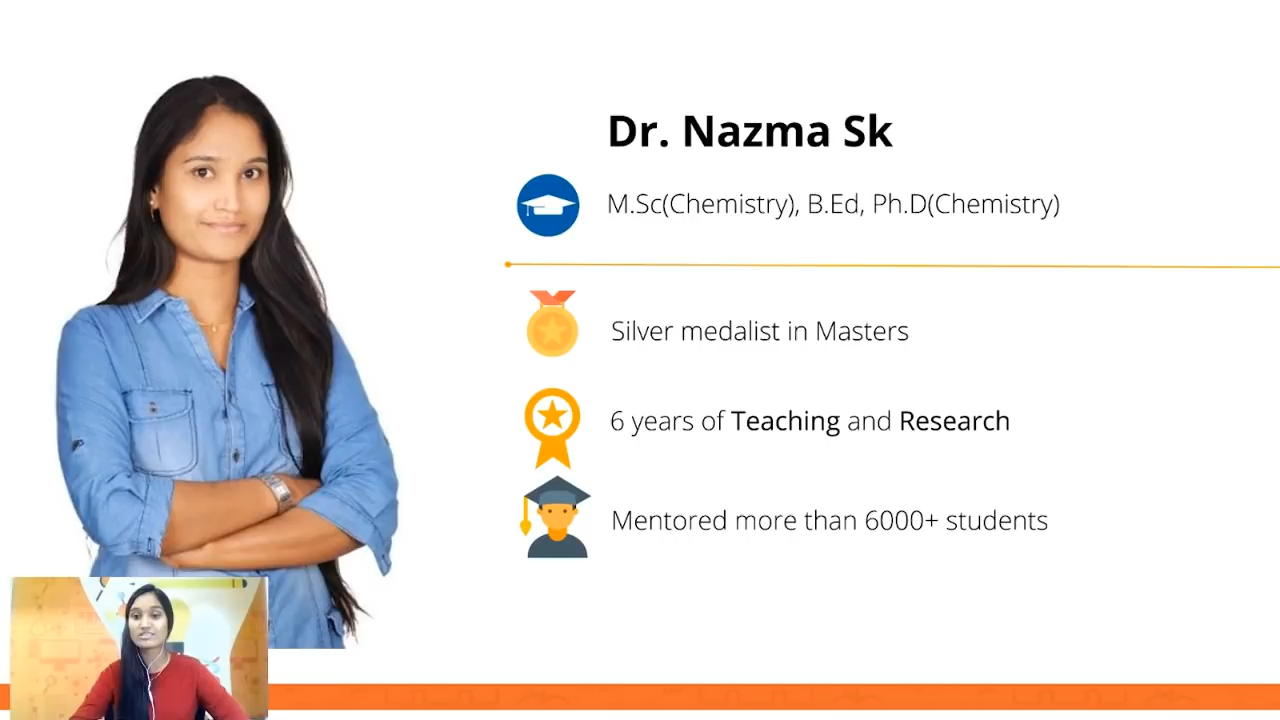 Dr. Nazma Sk
M.Sc(Chemistry), B.Ed, Ph.D(Chemistry)
Silver medalist in Masters
6 years of Teaching and Research
Mentored more than 6000+ students